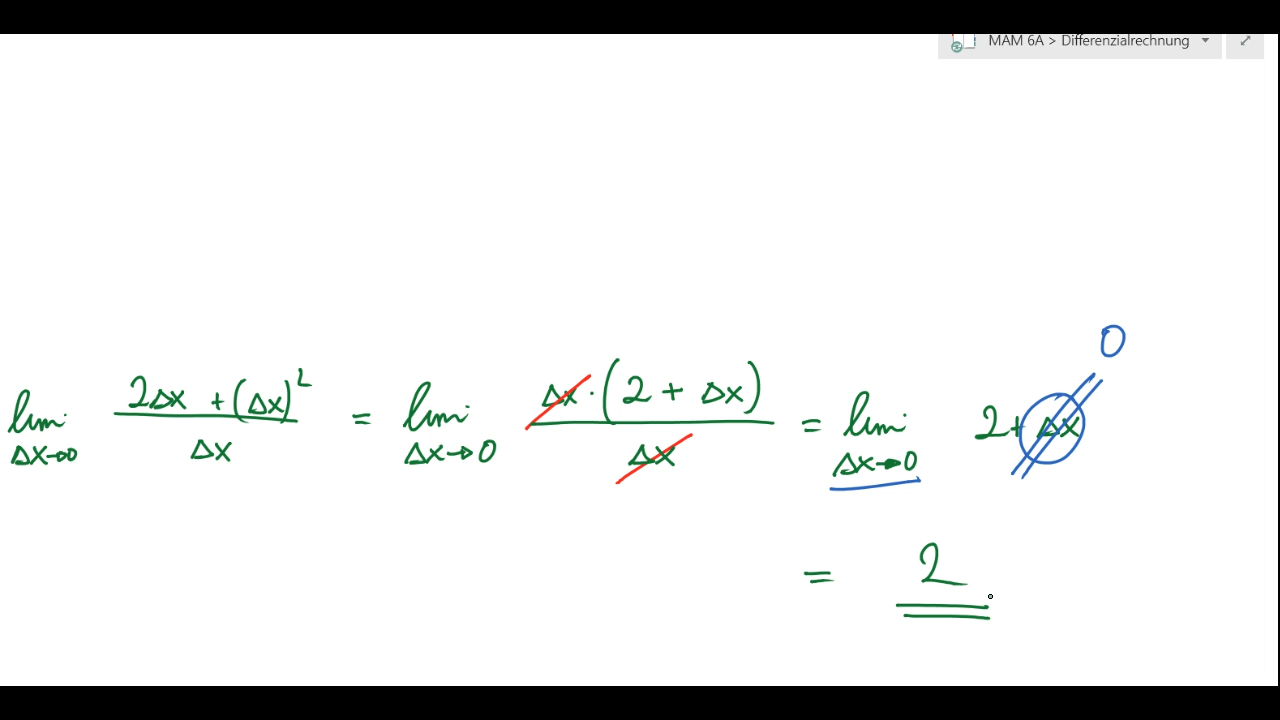 MAM 6A > Differenzialrechnung
lim Δx→0 (2Δx + (Δx)²)/Δx = lim Δx→0 (Δx · (2 + Δx))/Δx = lim Δx→0 2 + Δx 0
= 2